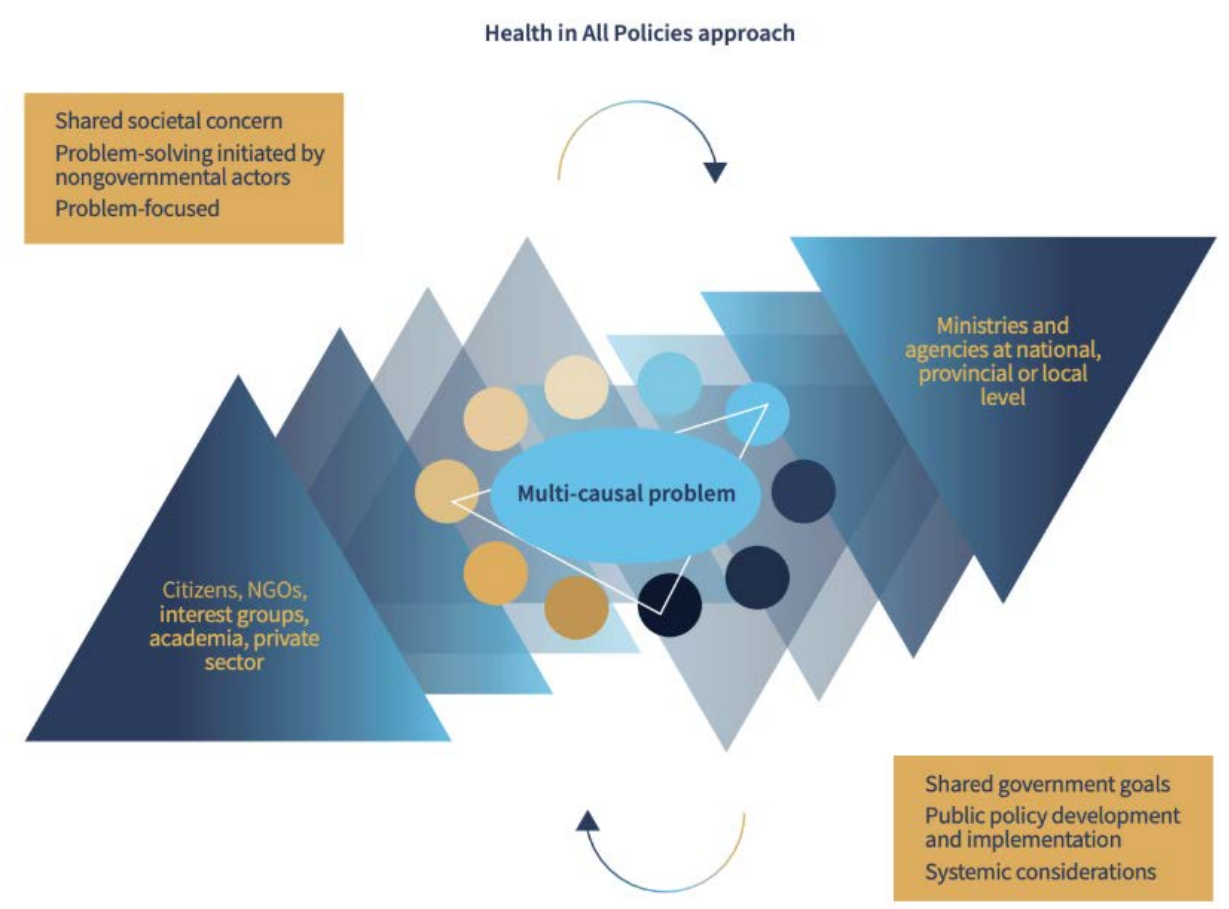 Health in All Policies approach
Shared societal concern
Problem-solving initiated by
nongovernmental actors
Problem-focused
Ministries and
agencies at national,
provincial or local
level
Multi-causal problem
Citizens, NGOs,
interest groups,
academia, private
sector
Shared government goals
Public policy development
and implementation
Systemic considerations